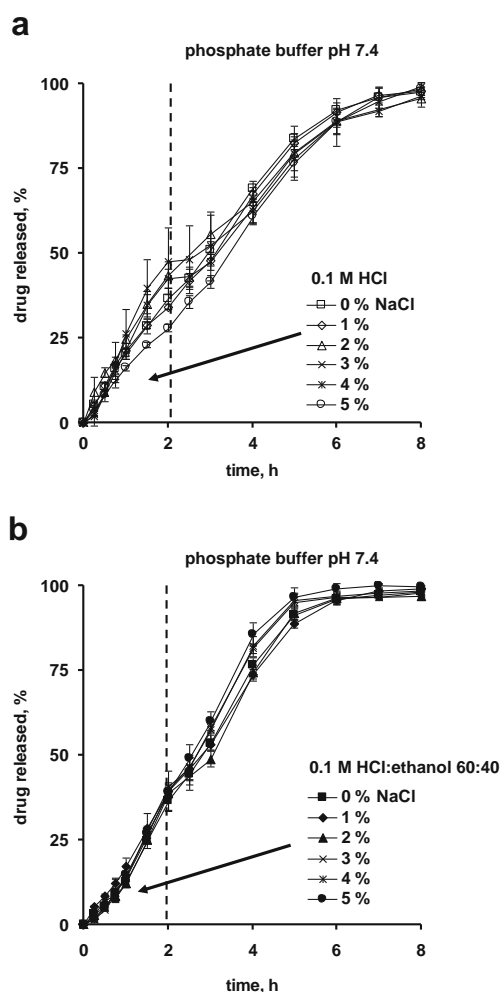 a
phosphate buffer pH 7.4
100
75
50
25
0
drug released, %
0.1 M HCl
0 % NaCl
1 %
2 %
3 %
4 %
5 %
0 2 4 6 8
time, h
b
phosphate buffer pH 7.4
100
75
50
25
0
drug released, %
0.1 M HCl:ethanol 60:40
0 % NaCl
1 %
2 %
3 %
4 %
5 %
0 2 4 6 8
time, h